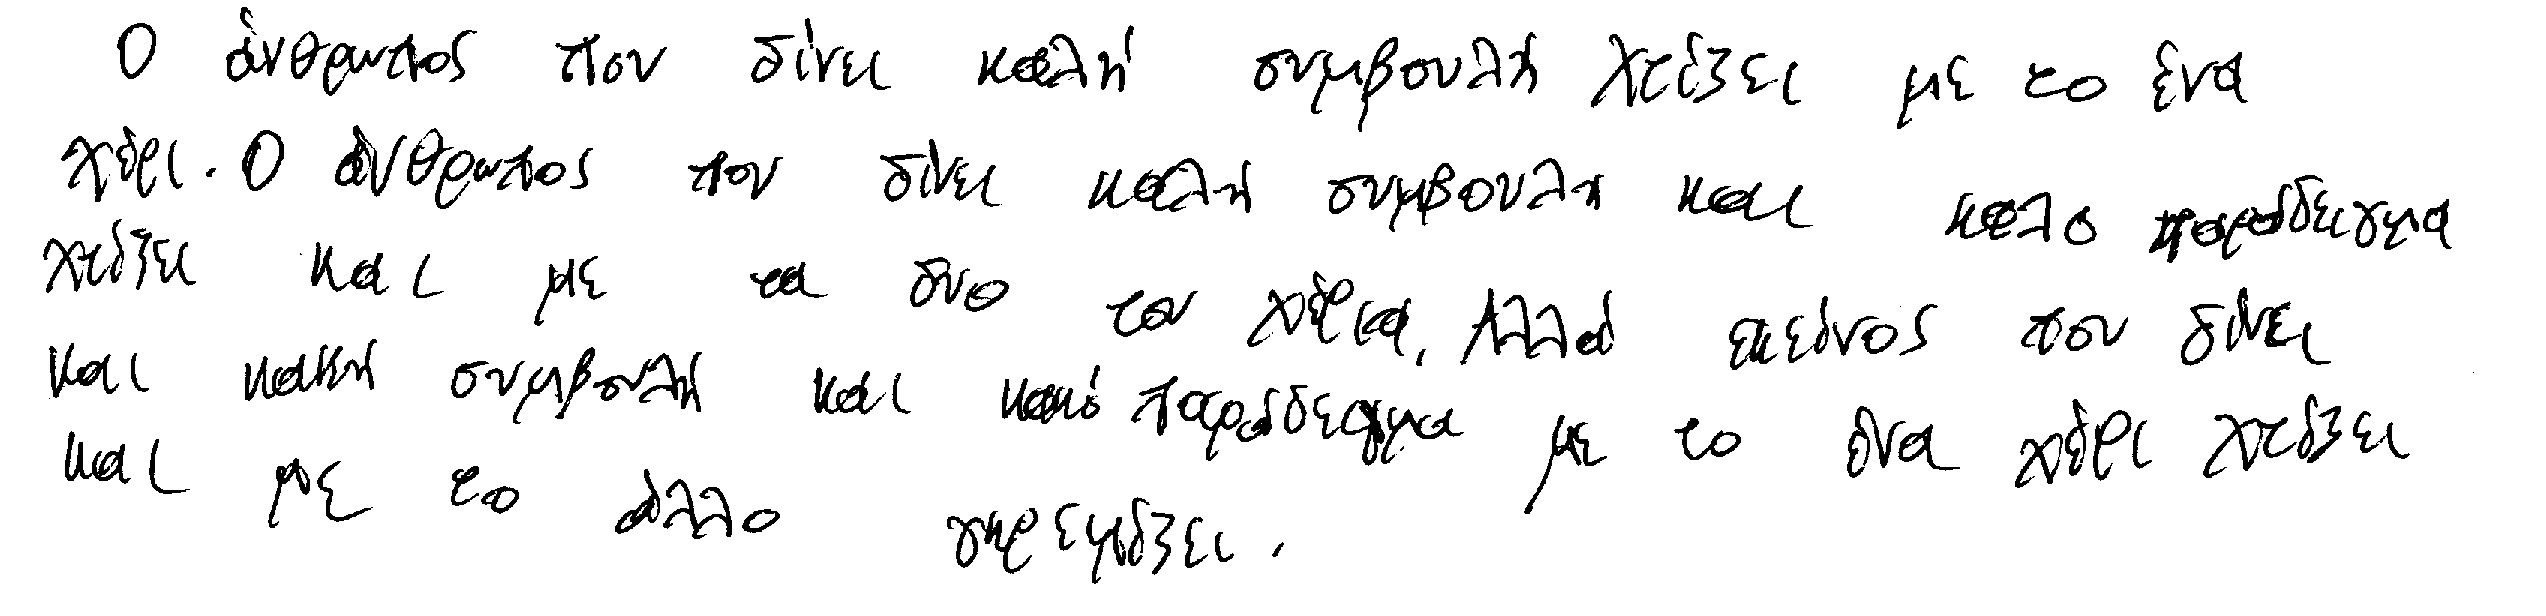 Ο άνθρωπος που δίνει καλή συμβουλή χτίζει με το ένα
χέρι. Ο άνθρωπος που δίνει καλή συμβουλή και καλό παράδειγμα
χτίζει και με τα δυο του χέρια. Αλλά εκείνος που δίνει
και κακή συμβουλή και κακό παράδειγμα με το ένα χέρι χτίζει
και με το άλλο γκρεμίζει.